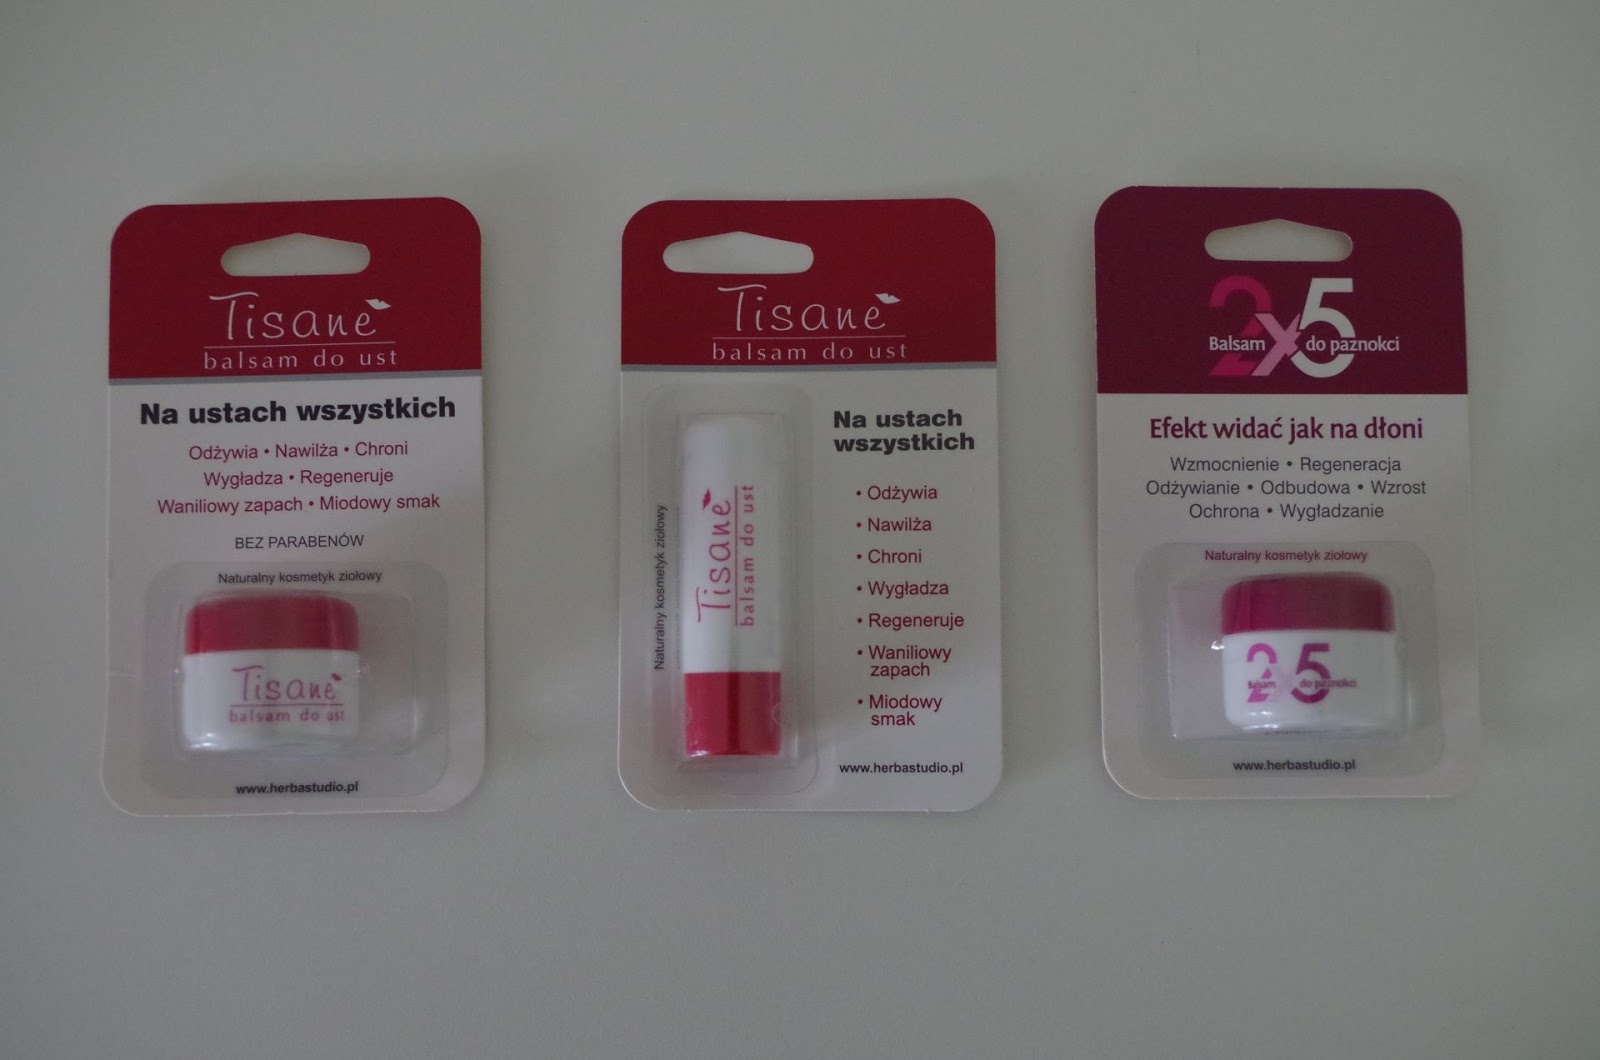 Tisane
balsam do ust
Na ustach wszystkich
Odżywia • Nawilża • Chroni
Wygładza • Regeneruje
Waniliowy zapach • Miodowy smak
BEZ PARABENÓW
Naturalny kosmetyk ziołowy
Tisane
balsam do ust
www.herbastudio.pl
Tisane
balsam do ust
Na ustach
wszystkich
• Odżywia
• Nawilża
• Chroni
• Wygładza
• Regeneruje
• Waniliowy
zapach
• Miodowy
smak
Naturalny kosmetyk ziołowy
Tisane
balsam do ust
www.herbastudio.pl
2x5
Balsam do paznokci
Efekt widać jak na dłoni
Wzmocnienie • Regeneracja
Odżywianie • Odbudowa • Wzrost
Ochrona • Wygładzanie
Naturalny kosmetyk ziołowy
2x5
Balsam do paznokci
www.herbastudio.pl